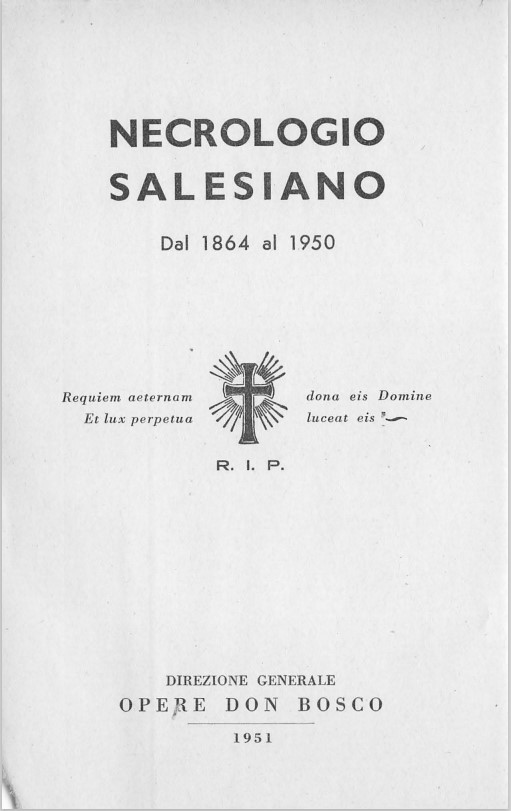 NECROLOGIO
SALESIANO
Dal 1864 al 1950
Requiem aeternam dona eis Domine
Et lux perpetua luceat eis
R. I. P.
DIREZIONE GENERALE
OPERE DON BOSCO
1951